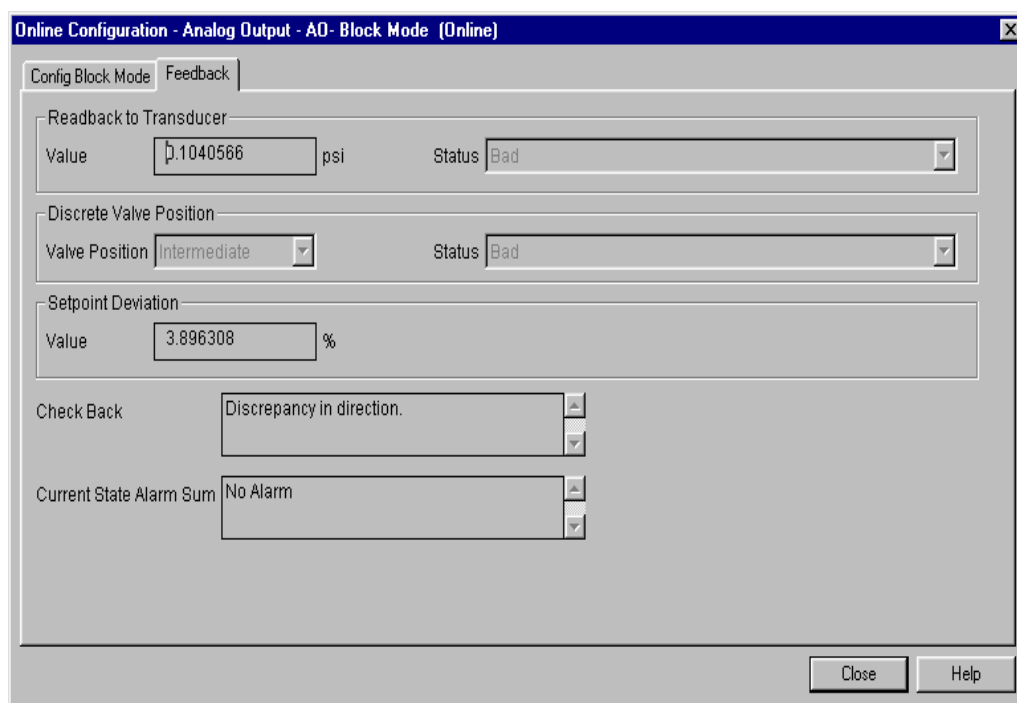 Online Configuration - Analog Output - AO- Block Mode (Online)
Config Block Mode Feedback
Readback to Transducer
Value 0.1040566 psi Status Bad
Discrete Valve Position
Valve Position Intermediate Status Bad
Setpoint Deviation
Value 3.896308 %
Check Back Discrepancy in direction.
Current State Alarm Sum No Alarm
Close Help